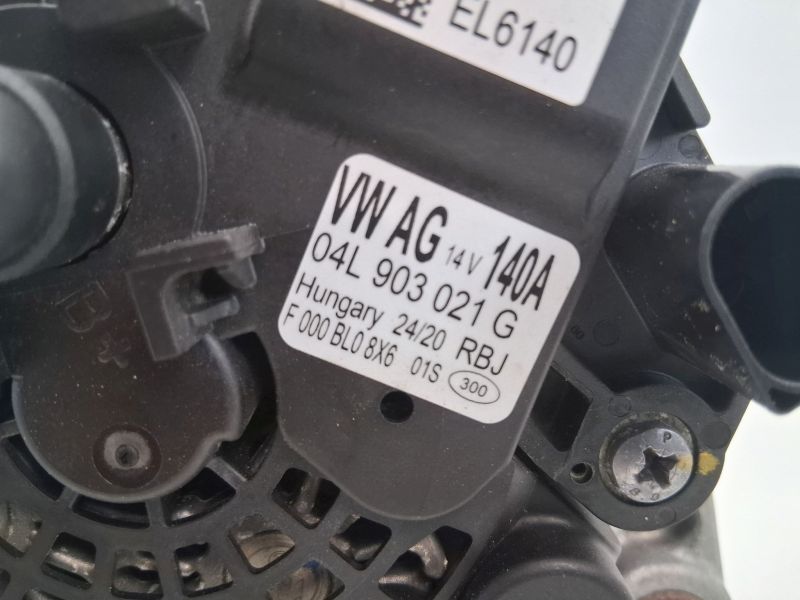 EL6140
VW AG 14V 140A
04L 903 021 G
Hungary 24/20 RBJ
F 000 BL0 8X6 01S 300
B+